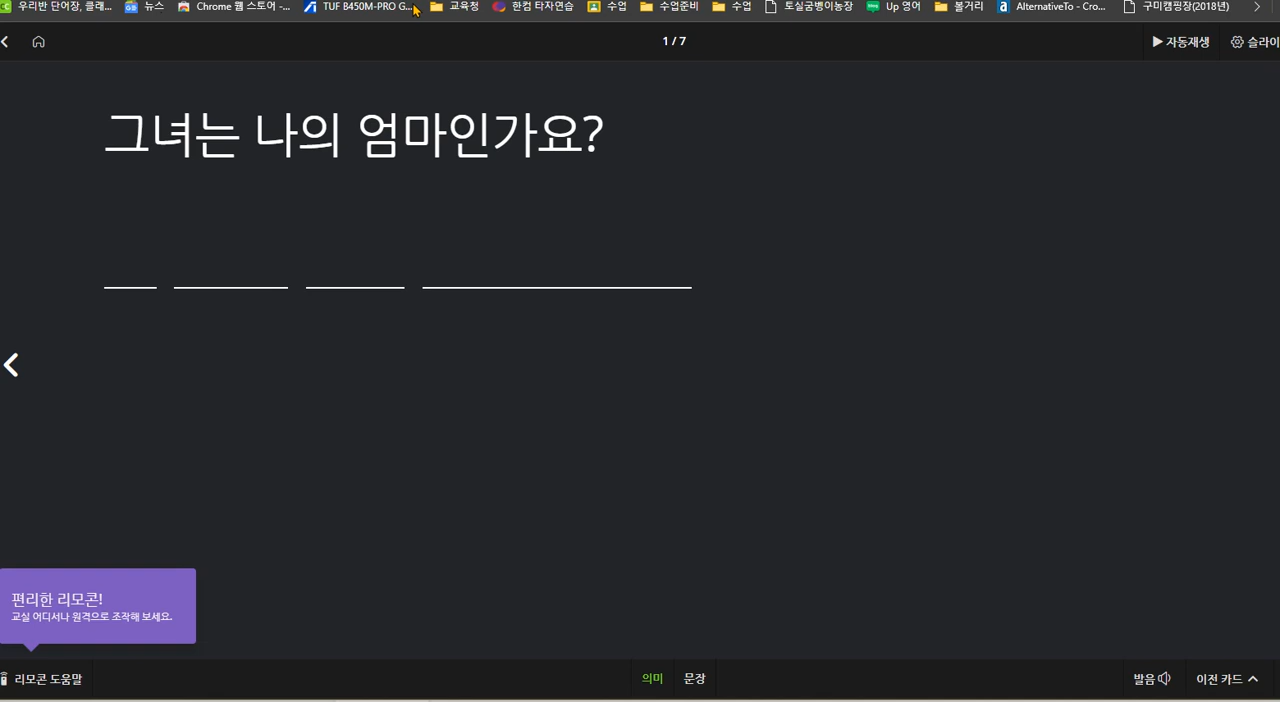 우리반 단어장, 클래... 뉴스 Chrome 웹 스토어 -... TUF B450M-PRO G... 교육청 한컴 타자연습 수업 수업준비 수업 토실굼벵이농장 Up 영어 볼거리 AlternativeTo - Cro... 구미캠핑장(2018년)
1 / 7 자동재생 슬라이
그녀는 나의 엄마인가요?
편리한 리모콘!
교실 어디서나 원격으로 조작해 보세요.
리모콘 도움말 의미 문장 발음 이전 카드